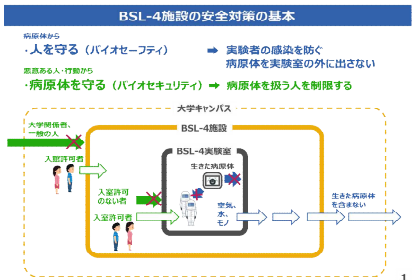 BSL-4施設の安全対策の基本
病原体から
・人を守る（バイオセーフティ） ➡ 実験者の感染を防ぐ
病原体を実験室の外に出さない
悪意ある人・行動から
・病原体を守る（バイオセキュリティ） ➡ 病原体を扱う人を制限する
大学キャンパス
大学関係者、
一般の人
BSL-4施設
入館許可者
BSL-4実験室
生きた病原体
入室許可
のない者
入室許可者
空気、
水、
モノ
生きた病原体
を含まない
1